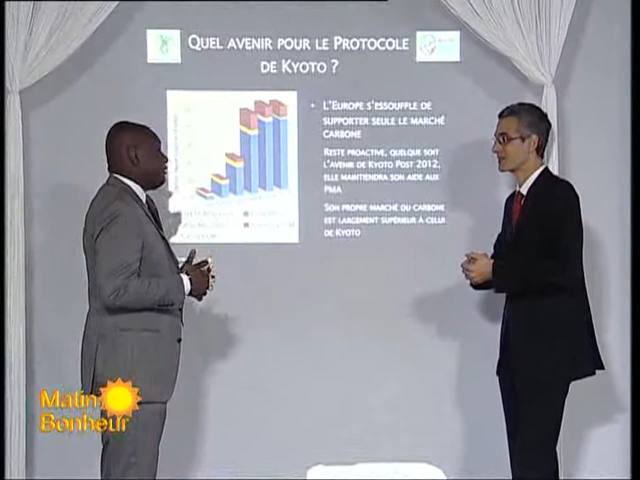 QUEL AVENIR POUR LE PROTOCOLE
DE KYOTO ?
• L'EUROPE S'ESSOUFFLE DE
SUPPORTER SEULE LE MARCHÉ
CARBONE
RESTE PROACTIVE, QUELQUE SOIT
L'AVENIR DE KYOTO POST 2012,
ELLE MAINTIENDRA SON AIDE AUX
PMA
SON PROPRE MARCHÉ DU CARBONE
EST LARGEMENT SUPÉRIEUR À CELUI
DE KYOTO
Matin
Bonheur